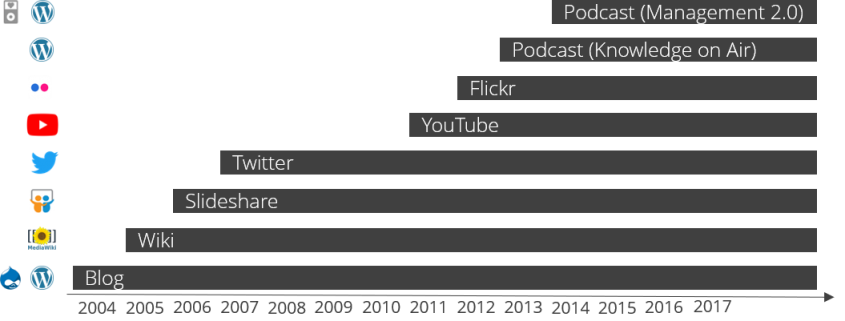 Podcast (Management 2.0)
Podcast (Knowledge on Air)
Flickr
YouTube
Twitter
Slideshare
[[ ]]
MediaWiki
Wiki
Blog
2004 2005 2006 2007 2008 2009 2010 2011 2012 2013 2014 2015 2016 2017